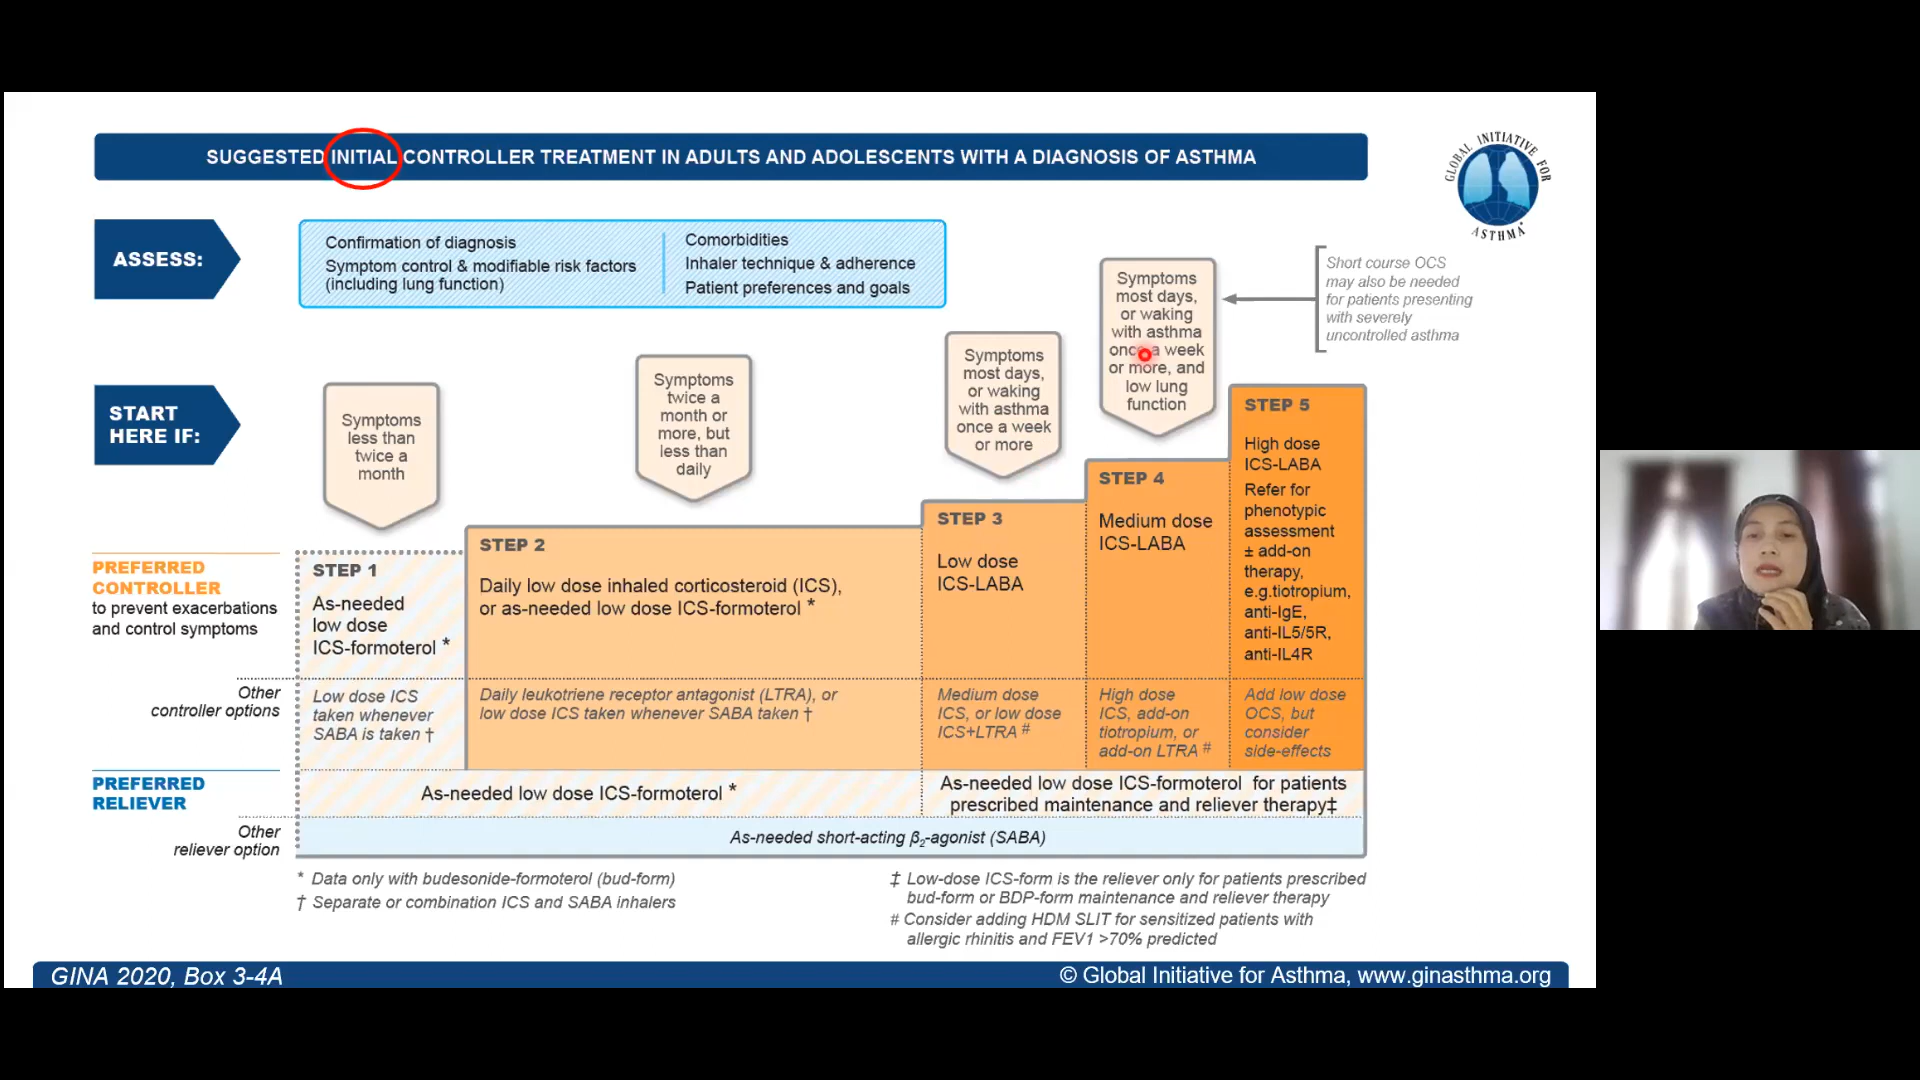 SUGGESTED INITIAL CONTROLLER TREATMENT IN ADULTS AND ADOLESCENTS WITH A DIAGNOSIS OF ASTHMA
GLOBAL INITIATIVE FOR
ASTHMA
ASSESS:
Confirmation of diagnosis
Symptom control & modifiable risk factors
(including lung function)
Comorbidities
Inhaler technique & adherence
Patient preferences and goals
Short course OCS
may also be needed
for patients presenting
with severely
uncontrolled asthma
START
HERE IF:
Symptoms
less than
twice a
month
Symptoms
twice a
month or
more, but
less than
daily
Symptoms
most days,
or waking
with asthma
once a week
or more
Symptoms
most days,
or waking
with asthma
once a week
or more, and
low lung
function
PREFERRED
CONTROLLER
to prevent exacerbations
and control symptoms
STEP 1
As-needed
low dose
ICS-formoterol *
STEP 2
Daily low dose inhaled corticosteroid (ICS),
or as-needed low dose ICS-formoterol *
STEP 3
Low dose
ICS-LABA
STEP 4
Medium dose
ICS-LABA
STEP 5
High dose
ICS-LABA
Refer for
phenotypic
assessment
± add-on
therapy,
e.g.tiotropium,
anti-IgE,
anti-IL5/5R,
anti-IL4R
Other
controller options
Low dose ICS
taken whenever
SABA is taken †
Daily leukotriene receptor antagonist (LTRA), or
low dose ICS taken whenever SABA taken †
Medium dose
ICS, or low dose
ICS+LTRA #
High dose
ICS, add-on
tiotropium, or
add-on LTRA #
Add low dose
OCS, but
consider
side-effects
PREFERRED
RELIEVER
As-needed low dose ICS-formoterol *
As-needed low dose ICS-formoterol for patients
prescribed maintenance and reliever therapy‡
Other
reliever option
As-needed short-acting β2-agonist (SABA)
* Data only with budesonide-formoterol (bud-form)
† Separate or combination ICS and SABA inhalers
‡ Low-dose ICS-form is the reliever only for patients prescribed
bud-form or BDP-form maintenance and reliever therapy
# Consider adding HDM SLIT for sensitized patients with
allergic rhinitis and FEV1 >70% predicted
GINA 2020, Box 3-4A
© Global Initiative for Asthma, www.ginasthma.org